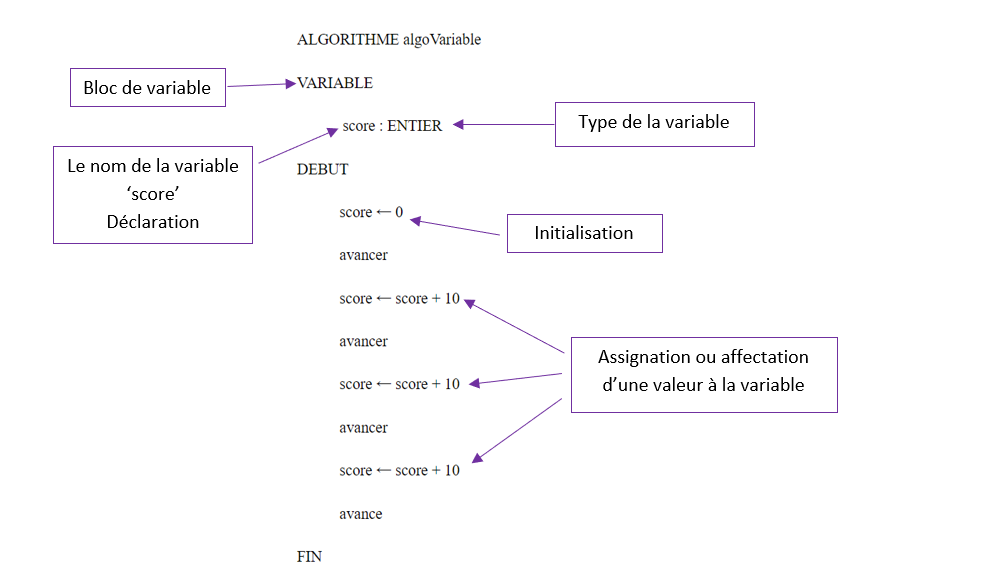 ALGORITHME algoVariable
Bloc de variable
VARIABLE
score : ENTIER
Type de la variable
Le nom de la variable
‘score’
Déclaration
DEBUT
score ← 0
Initialisation
avancer
score ← score + 10
avancer
Assignation ou affectation
d’une valeur à la variable
score ← score + 10
avancer
score ← score + 10
avance
FIN